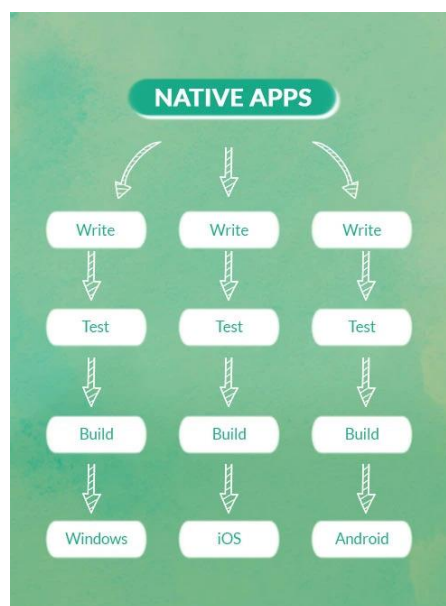 NATIVE APPS
Write Write Write
Test Test Test
Build Build Build
Windows iOS Android